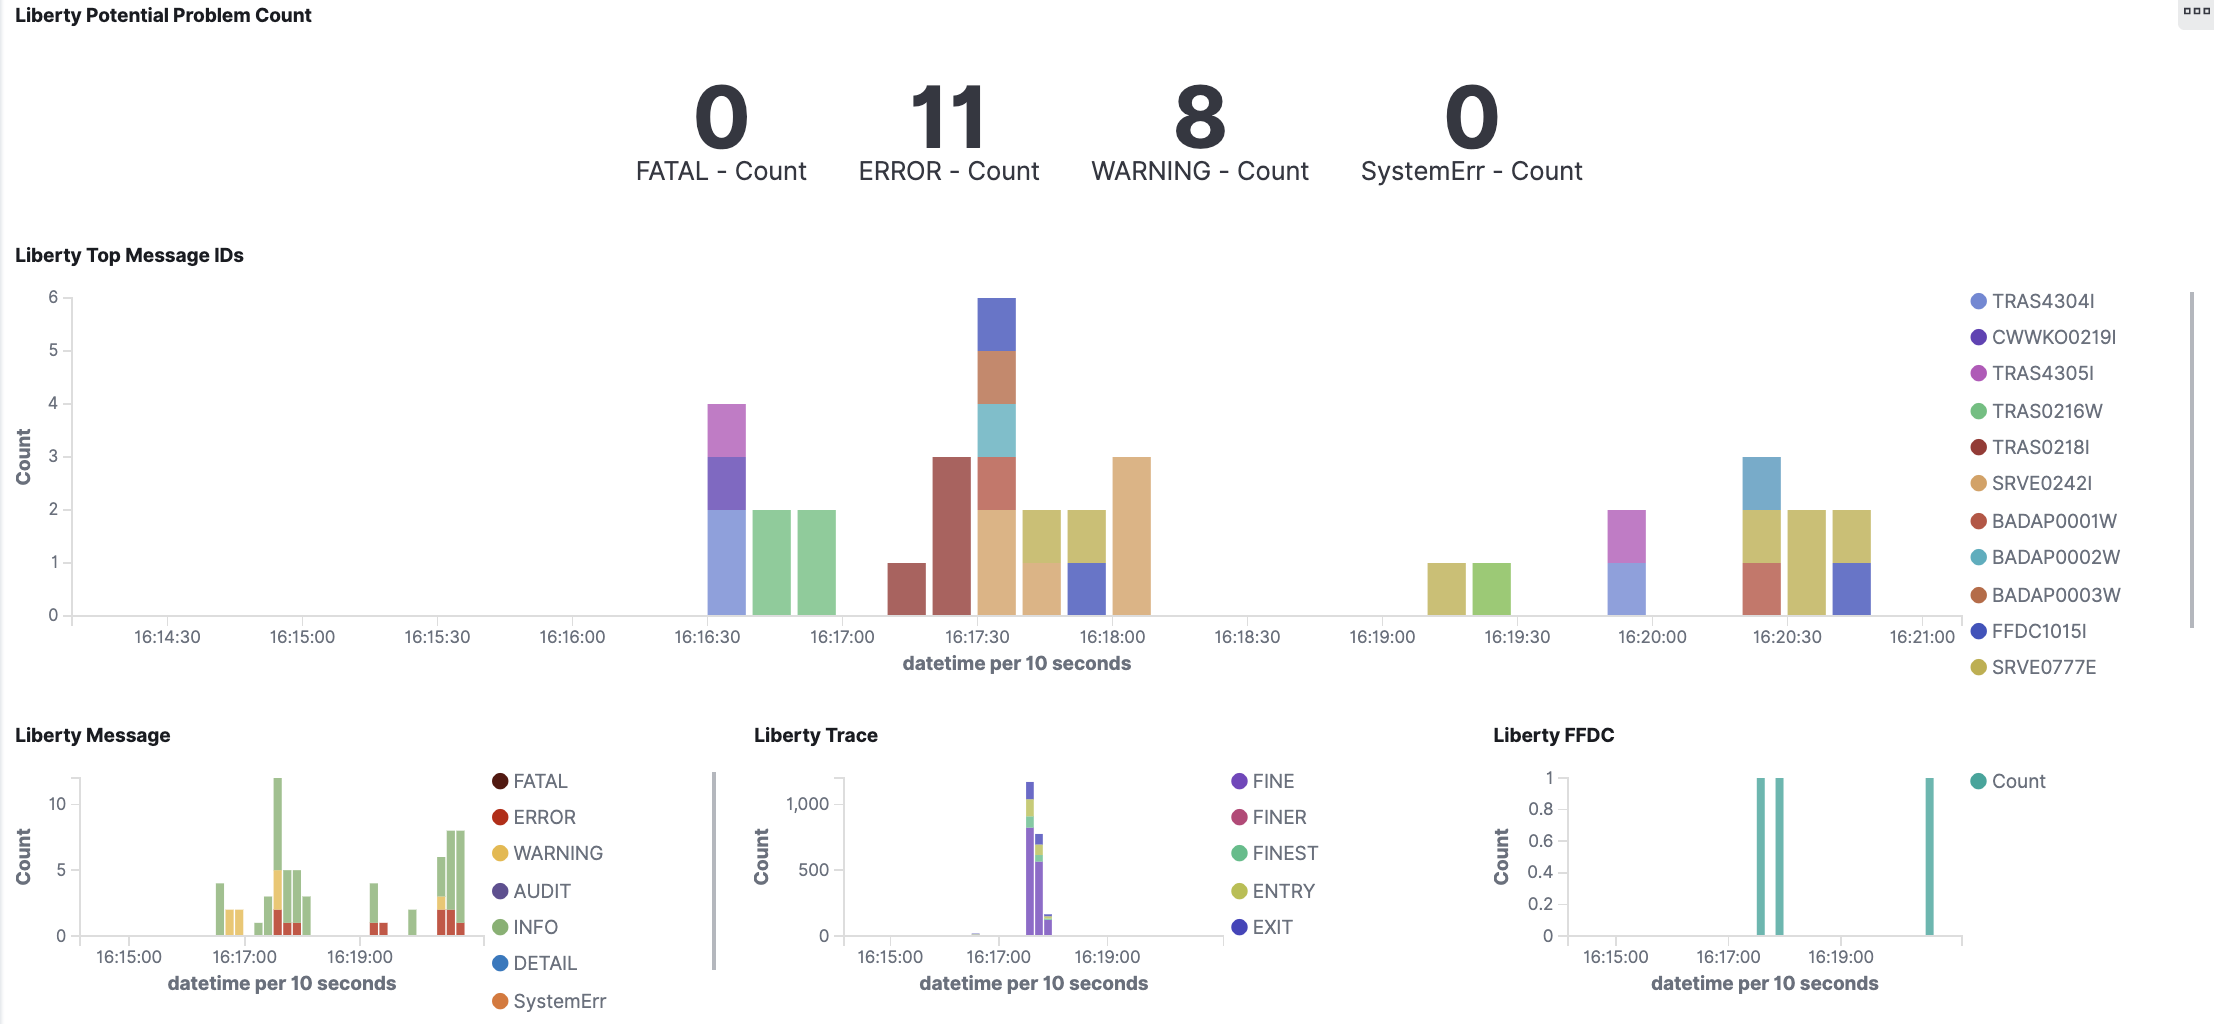 Liberty Potential Problem Count
0
11
8
0
FATAL - Count
ERROR - Count
WARNING - Count
SystemErr - Count
Liberty Top Message IDs
Count
6
5
4
3
2
1
0
16:14:30
16:15:00
16:15:30
16:16:00
16:16:30
16:17:00
16:17:30
16:18:00
16:18:30
16:19:00
16:19:30
16:20:00
16:20:30
16:21:00
datetime per 10 seconds
TRAS4304I
CWWKO0219I
TRAS4305I
TRAS0216W
TRAS0218I
SRVE0242I
BADAP0001W
BADAP0002W
BADAP0003W
FFDC1015I
SRVE0777E
Liberty Message
Count
10
5
0
16:15:00
16:17:00
16:19:00
datetime per 10 seconds
FATAL
ERROR
WARNING
AUDIT
INFO
DETAIL
SystemErr
Liberty Trace
Count
1,000
500
0
16:15:00
16:17:00
16:19:00
datetime per 10 seconds
FINE
FINER
FINEST
ENTRY
EXIT
Liberty FFDC
Count
1
0.8
0.6
0.4
0.2
0
16:15:00
16:17:00
16:19:00
datetime per 10 seconds
Count